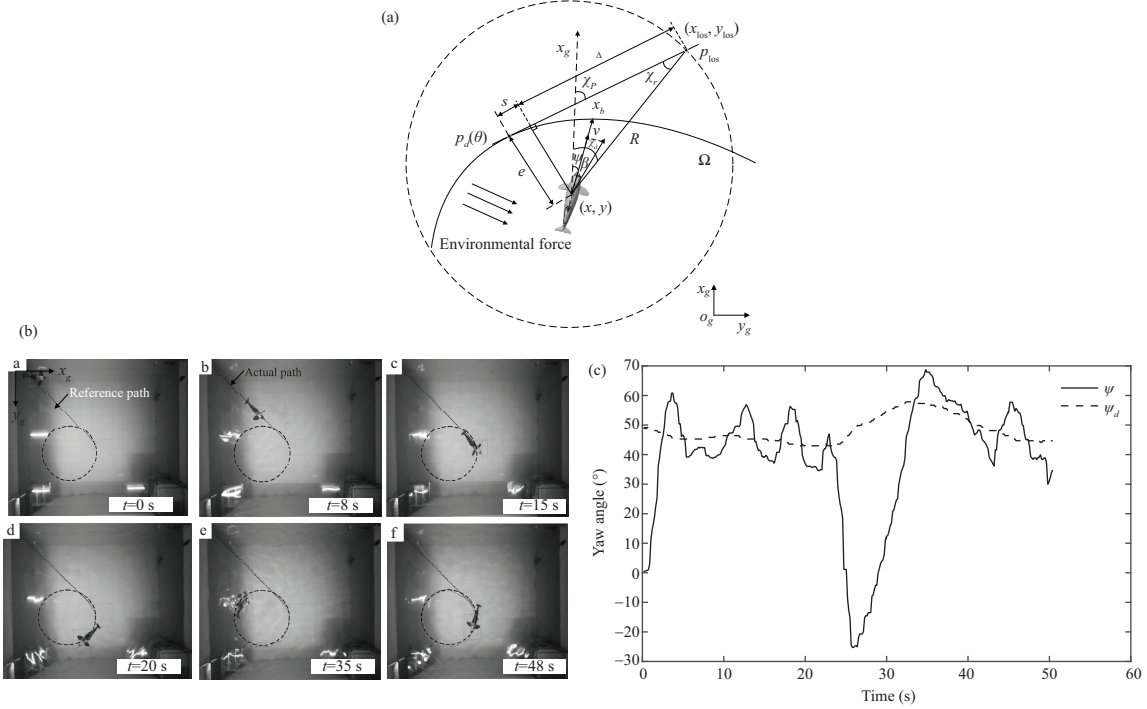 (a)
(x_los, y_los)
x_g
Δ
p_los
χ_P
χ_r
s
x_b
p_d(θ)
v
χ_d
R
ψ
β
Ω
e
(x, y)
Environmental force
x_g
o_g
y_g
(b)
a
x_g
Reference path
y_g
t=0 s
b
Actual path
t=8 s
c
t=15 s
d
t=20 s
e
t=35 s
f
t=48 s
(c)
70
60
50
40
30
20
10
0
−10
−20
−30
Yaw angle (°)
ψ
ψ_d
0
10
20
30
40
50
60
Time (s)